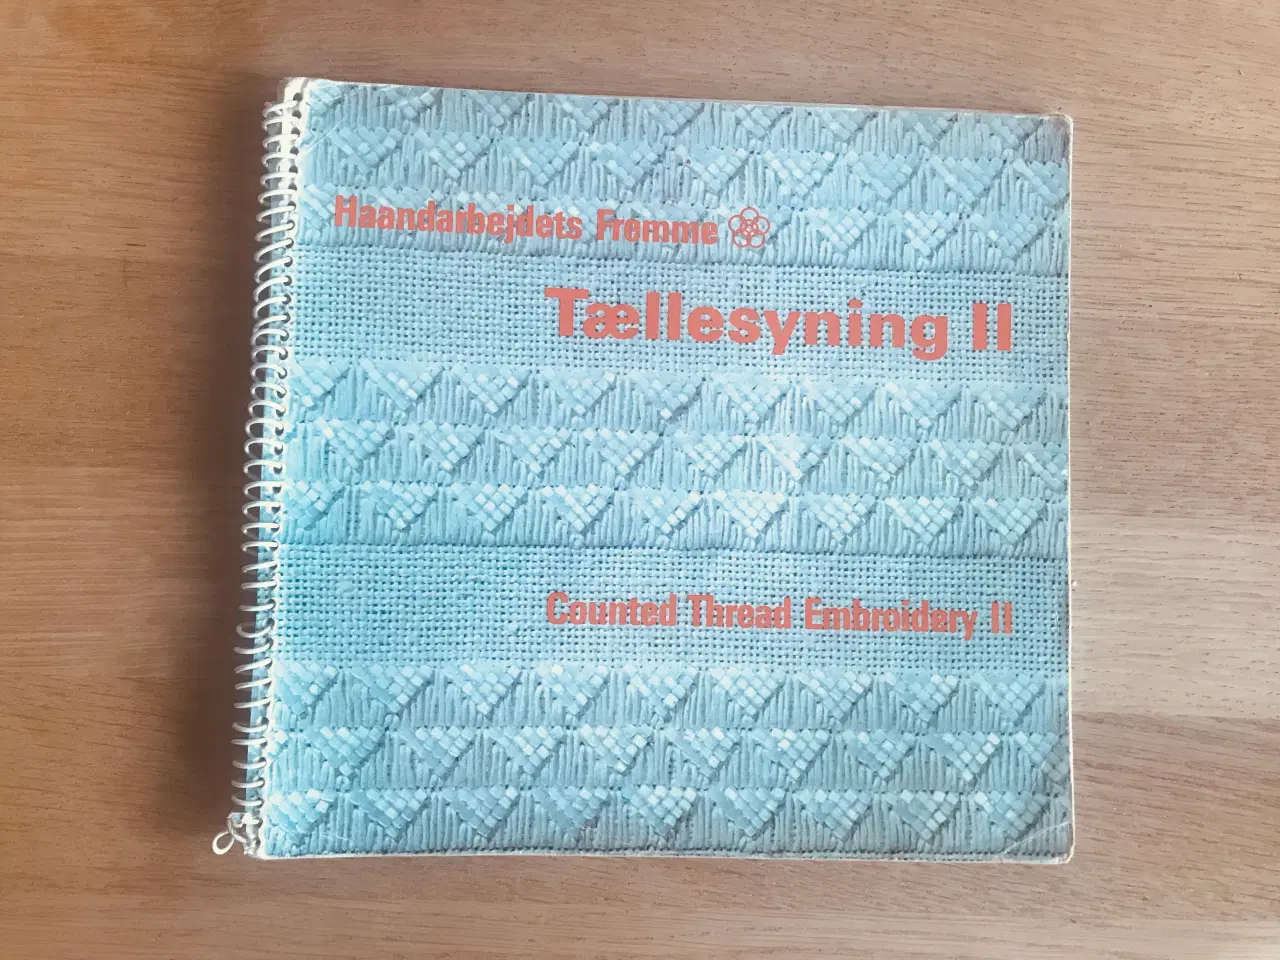 Haandarbejdets Fremme
Tællesyning II
Counted Thread Embroidery II